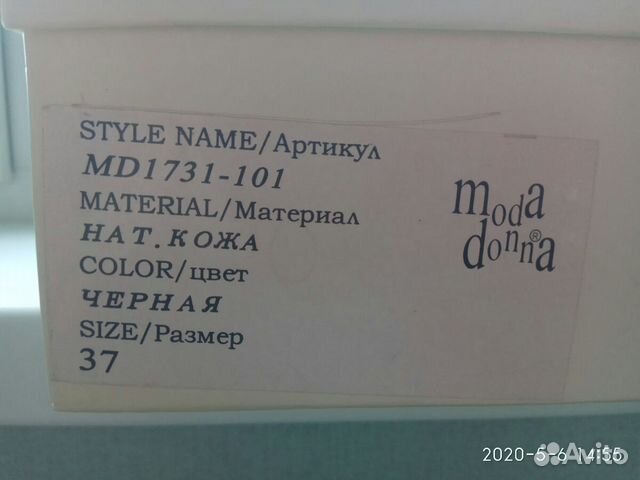 STYLE NAME/Артикул
MD1731-101
MATERIAL/Материал
НАТ.КОЖА
COLOR/цвет
ЧЕРНАЯ
SIZE/Размер
37
moda
donna®
2020-5-6 14:55
Avito